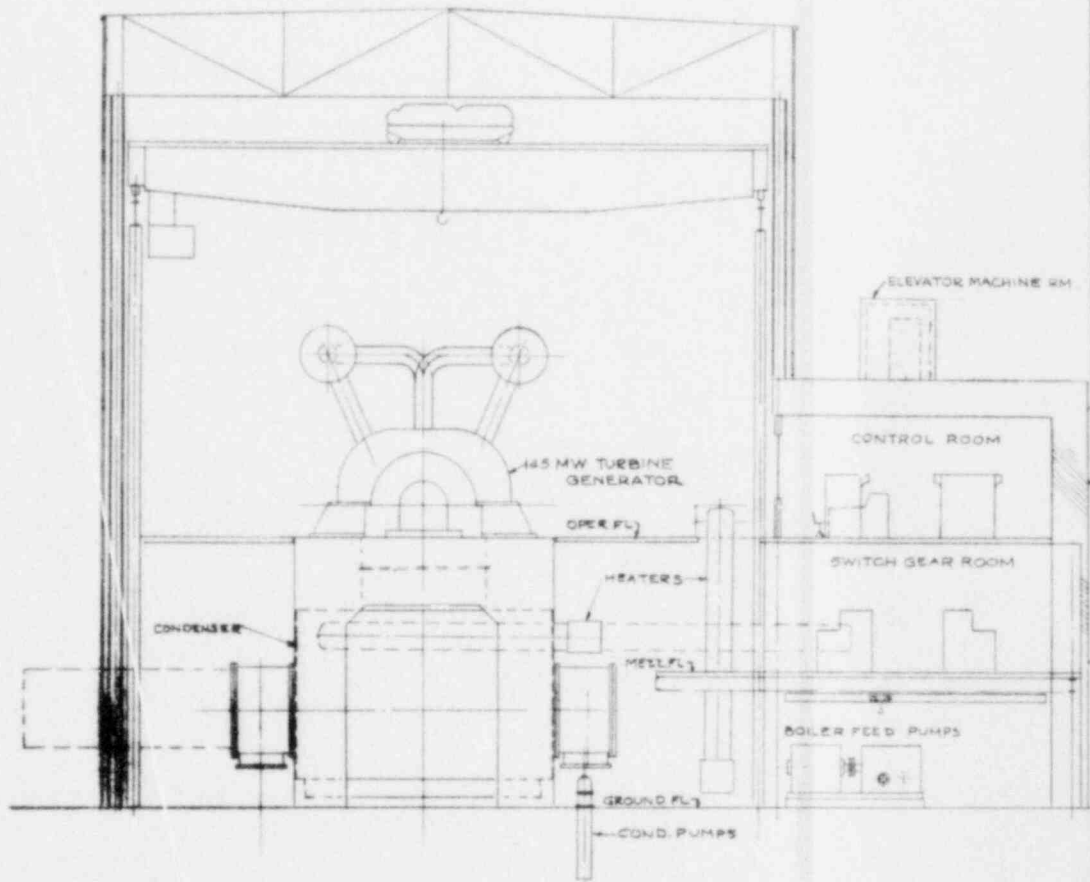 ELEVATOR MACHINE RM.
CONTROL ROOM
145 MW TURBINE
GENERATOR
OPER. FL.
SWITCH GEAR ROOM
HEATERS
CONDENSER
MEZZ. FL.
BOILER FEED PUMPS
GROUND FL.
COND. PUMPS